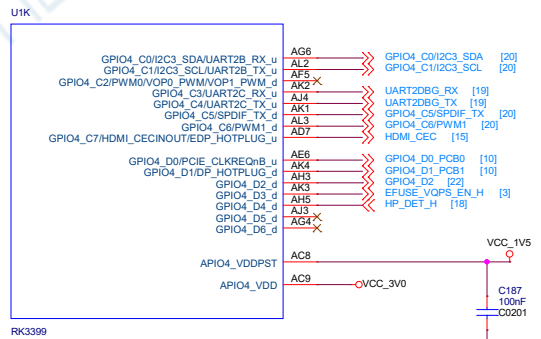 U1K
GPIO4_C0/I2C3_SDA/UART2B_RX_u AG6 GPIO4_C0/I2C3_SDA [20]
GPIO4_C1/I2C3_SCL/UART2B_TX_u AL2 GPIO4_C1/I2C3_SCL [20]
GPIO4_C2/PWM0/VOP0_PWM/VOP1_PWM_d AF5
GPIO4_C3/UART2C_RX_u AK2 UART2DBG_RX [19]
GPIO4_C4/UART2C_TX_u AJ4 UART2DBG_TX [19]
GPIO4_C5/SPDIF_TX_d AK1 GPIO4_C5/SPDIF_TX [20]
GPIO4_C6/PWM1_d AL3 GPIO4_C6/PWM1 [20]
GPIO4_C7/HDMI_CECINOUT/EDP_HOTPLUG_u AD7 HDMI_CEC [15]
GPIO4_D0/PCIE_CLKREQnB_u AE6 GPIO4_D0_PCB0 [10]
GPIO4_D1/DP_HOTPLUG_d AK4 GPIO4_D1_PCB1 [10]
GPIO4_D2_d AH3 GPIO4_D2 [22]
GPIO4_D3_d AK3 EFUSE_VQPS_EN_H [3]
GPIO4_D4_d AH5 HP_DET_H [18]
GPIO4_D5_d AJ3
GPIO4_D6_d AG4
VCC_1V5
APIO4_VDDPST AC8
APIO4_VDD AC9 VCC_3V0
C187
100nF
C0201
RK3399